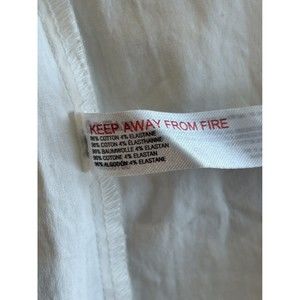 KEEP AWAY FROM FIRE
96% COTTON 4% ELASTANE
96% COTON 4% ELASTHANNE
96% BAUMWOLLE 4% ELASTAN
96% COTONE 4% ELASTAN
96% ALGODÓN 4% ELASTANE